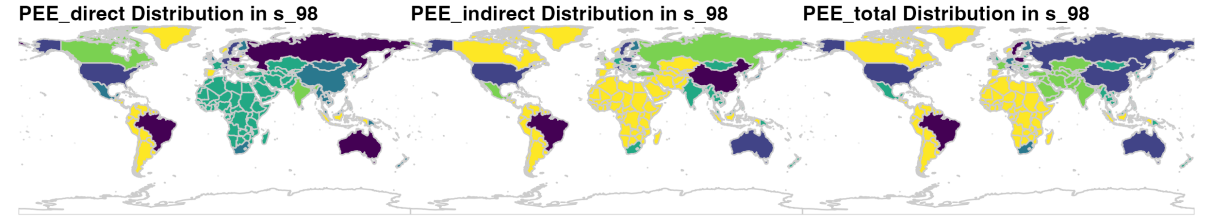 PEE_direct Distribution in s_98
PEE_indirect Distribution in s_98
PEE_total Distribution in s_98